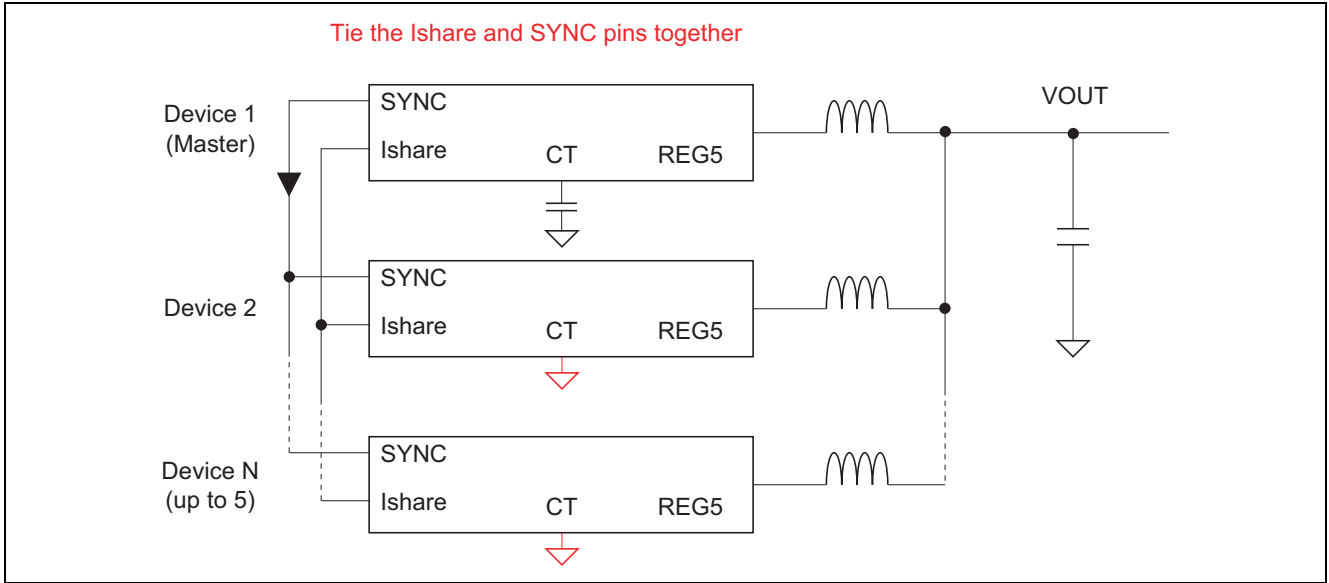 Tie the Ishare and SYNC pins together
Device 1
(Master)
SYNC
Ishare
CT
REG5
VOUT
Device 2
SYNC
Ishare
CT
REG5
Device N
(up to 5)
SYNC
Ishare
CT
REG5